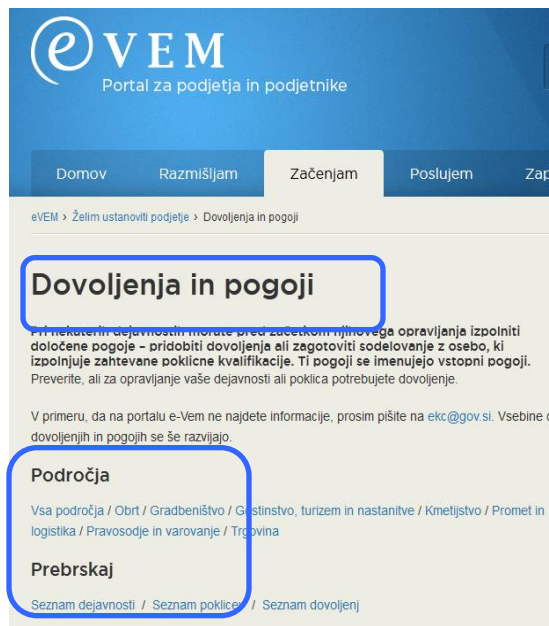 e VEM
Portal za podjetja in podjetnike
Domov Razmišljam Začenjam Poslujem
eVEM › Želim ustanoviti podjetje › Dovoljenja in pogoji
Dovoljenja in pogoji
Pri nekaterih dejavnostih morate pred začetkom njihovega opravljanja izpolniti
določene pogoje – pridobiti dovoljenja ali zagotoviti sodelovanje z osebo, ki
izpolnjuje zahtevane poklicne kvalifikacije. Ti pogoji se imenujejo vstopni pogoji.
Preverite, ali za opravljanje vaše dejavnosti ali poklica potrebujete dovoljenje.
V primeru, da na portalu e-Vem ne najdete informacije, prosim pišite na ekc@gov.si. Vsebine
dovoljenjih in pogojih se še razvijajo.
Področja
Vsa področja / Obrt / Gradbeništvo / Gostinstvo, turizem in nastanitve / Kmetijstvo / Promet in
logistika / Pravosodje in varovanje / Trgovina
Prebrskaj
Seznam dejavnosti / Seznam poklicev / Seznam dovoljenj